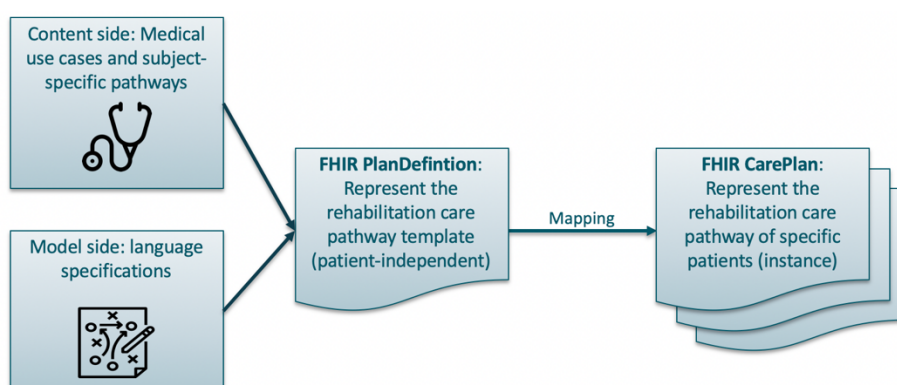 Content side: Medical
use cases and subject-
specific pathways
Model side: language
specifications
FHIR PlanDefintion:
Represent the
rehabilitation care
pathway template
(patient-independent)
Mapping
FHIR CarePlan:
Represent the
rehabilitation care
pathway of specific
patients (instance)